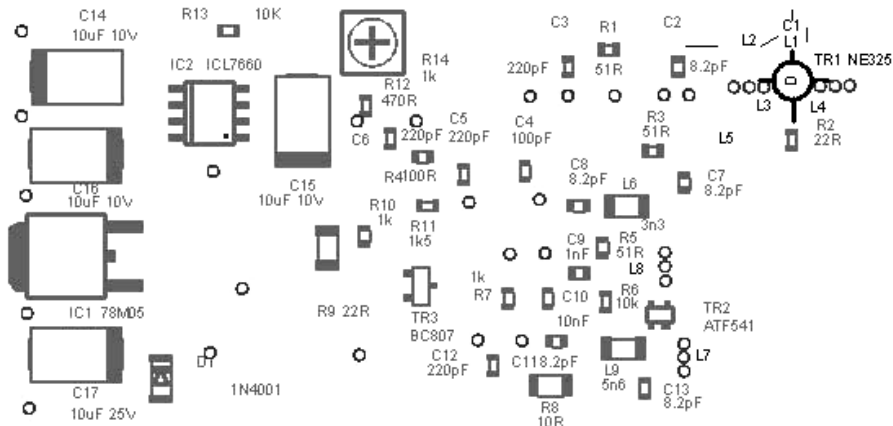 C14
10uF 10V
R13 10K
IC2 ICL7660
R14
1k
R12
470R
C6
220pF
C5
220pF
C3
220pF
R1
51R
C2
8.2pF
L2
C1
L1
TR1 NE325
L3
L4
R2
22R
L5
R3
51R
C4
100pF
R4
100R
C8
8.2pF
L6
3n3
C7
8.2pF
C16
10uF 10V
C15
10uF 10V
R10
1k
R11
1k5
C9
1nF
R5
51R
L8
1k
R7
C10
10nF
R6
10k
TR2
ATF541
IC1 78M05
R9 22R
TR3
BC807
C12
220pF
C11
8.2pF
L9
5n6
L7
C13
8.2pF
R8
10R
D1
1N4001
C17
10uF 25V